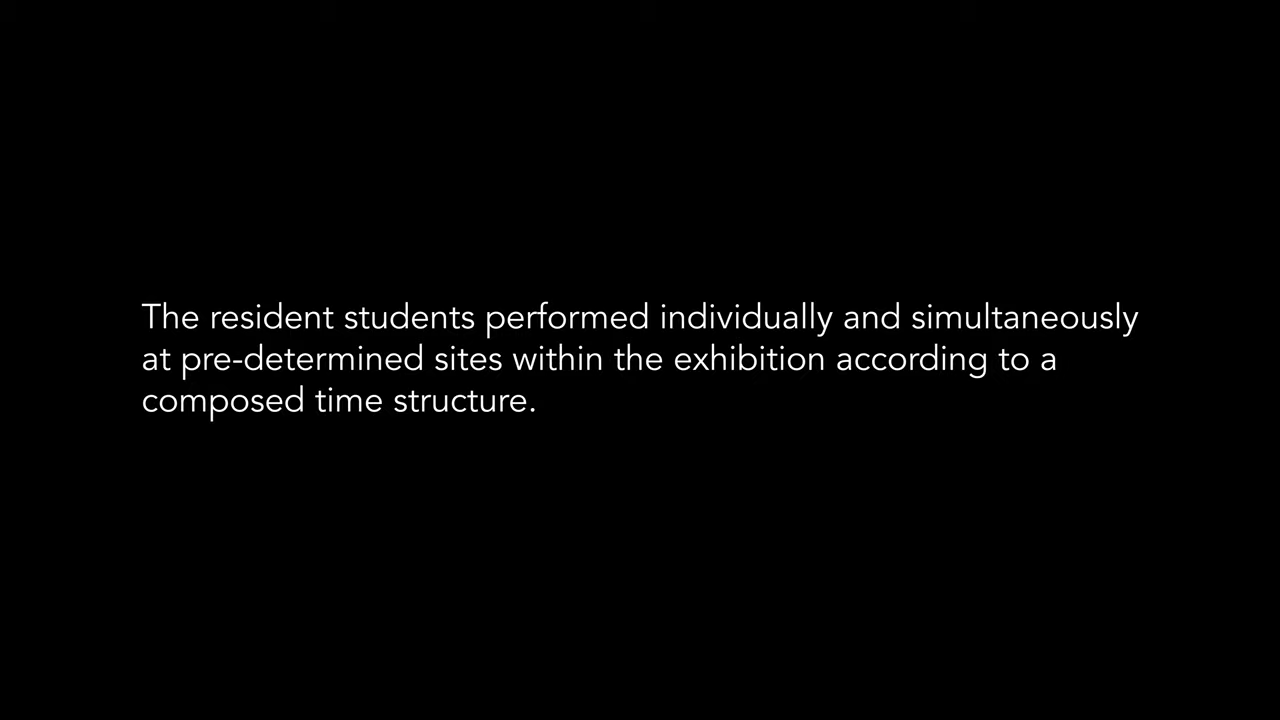 The resident students performed individually and simultaneously
at pre-determined sites within the exhibition according to a
composed time structure.